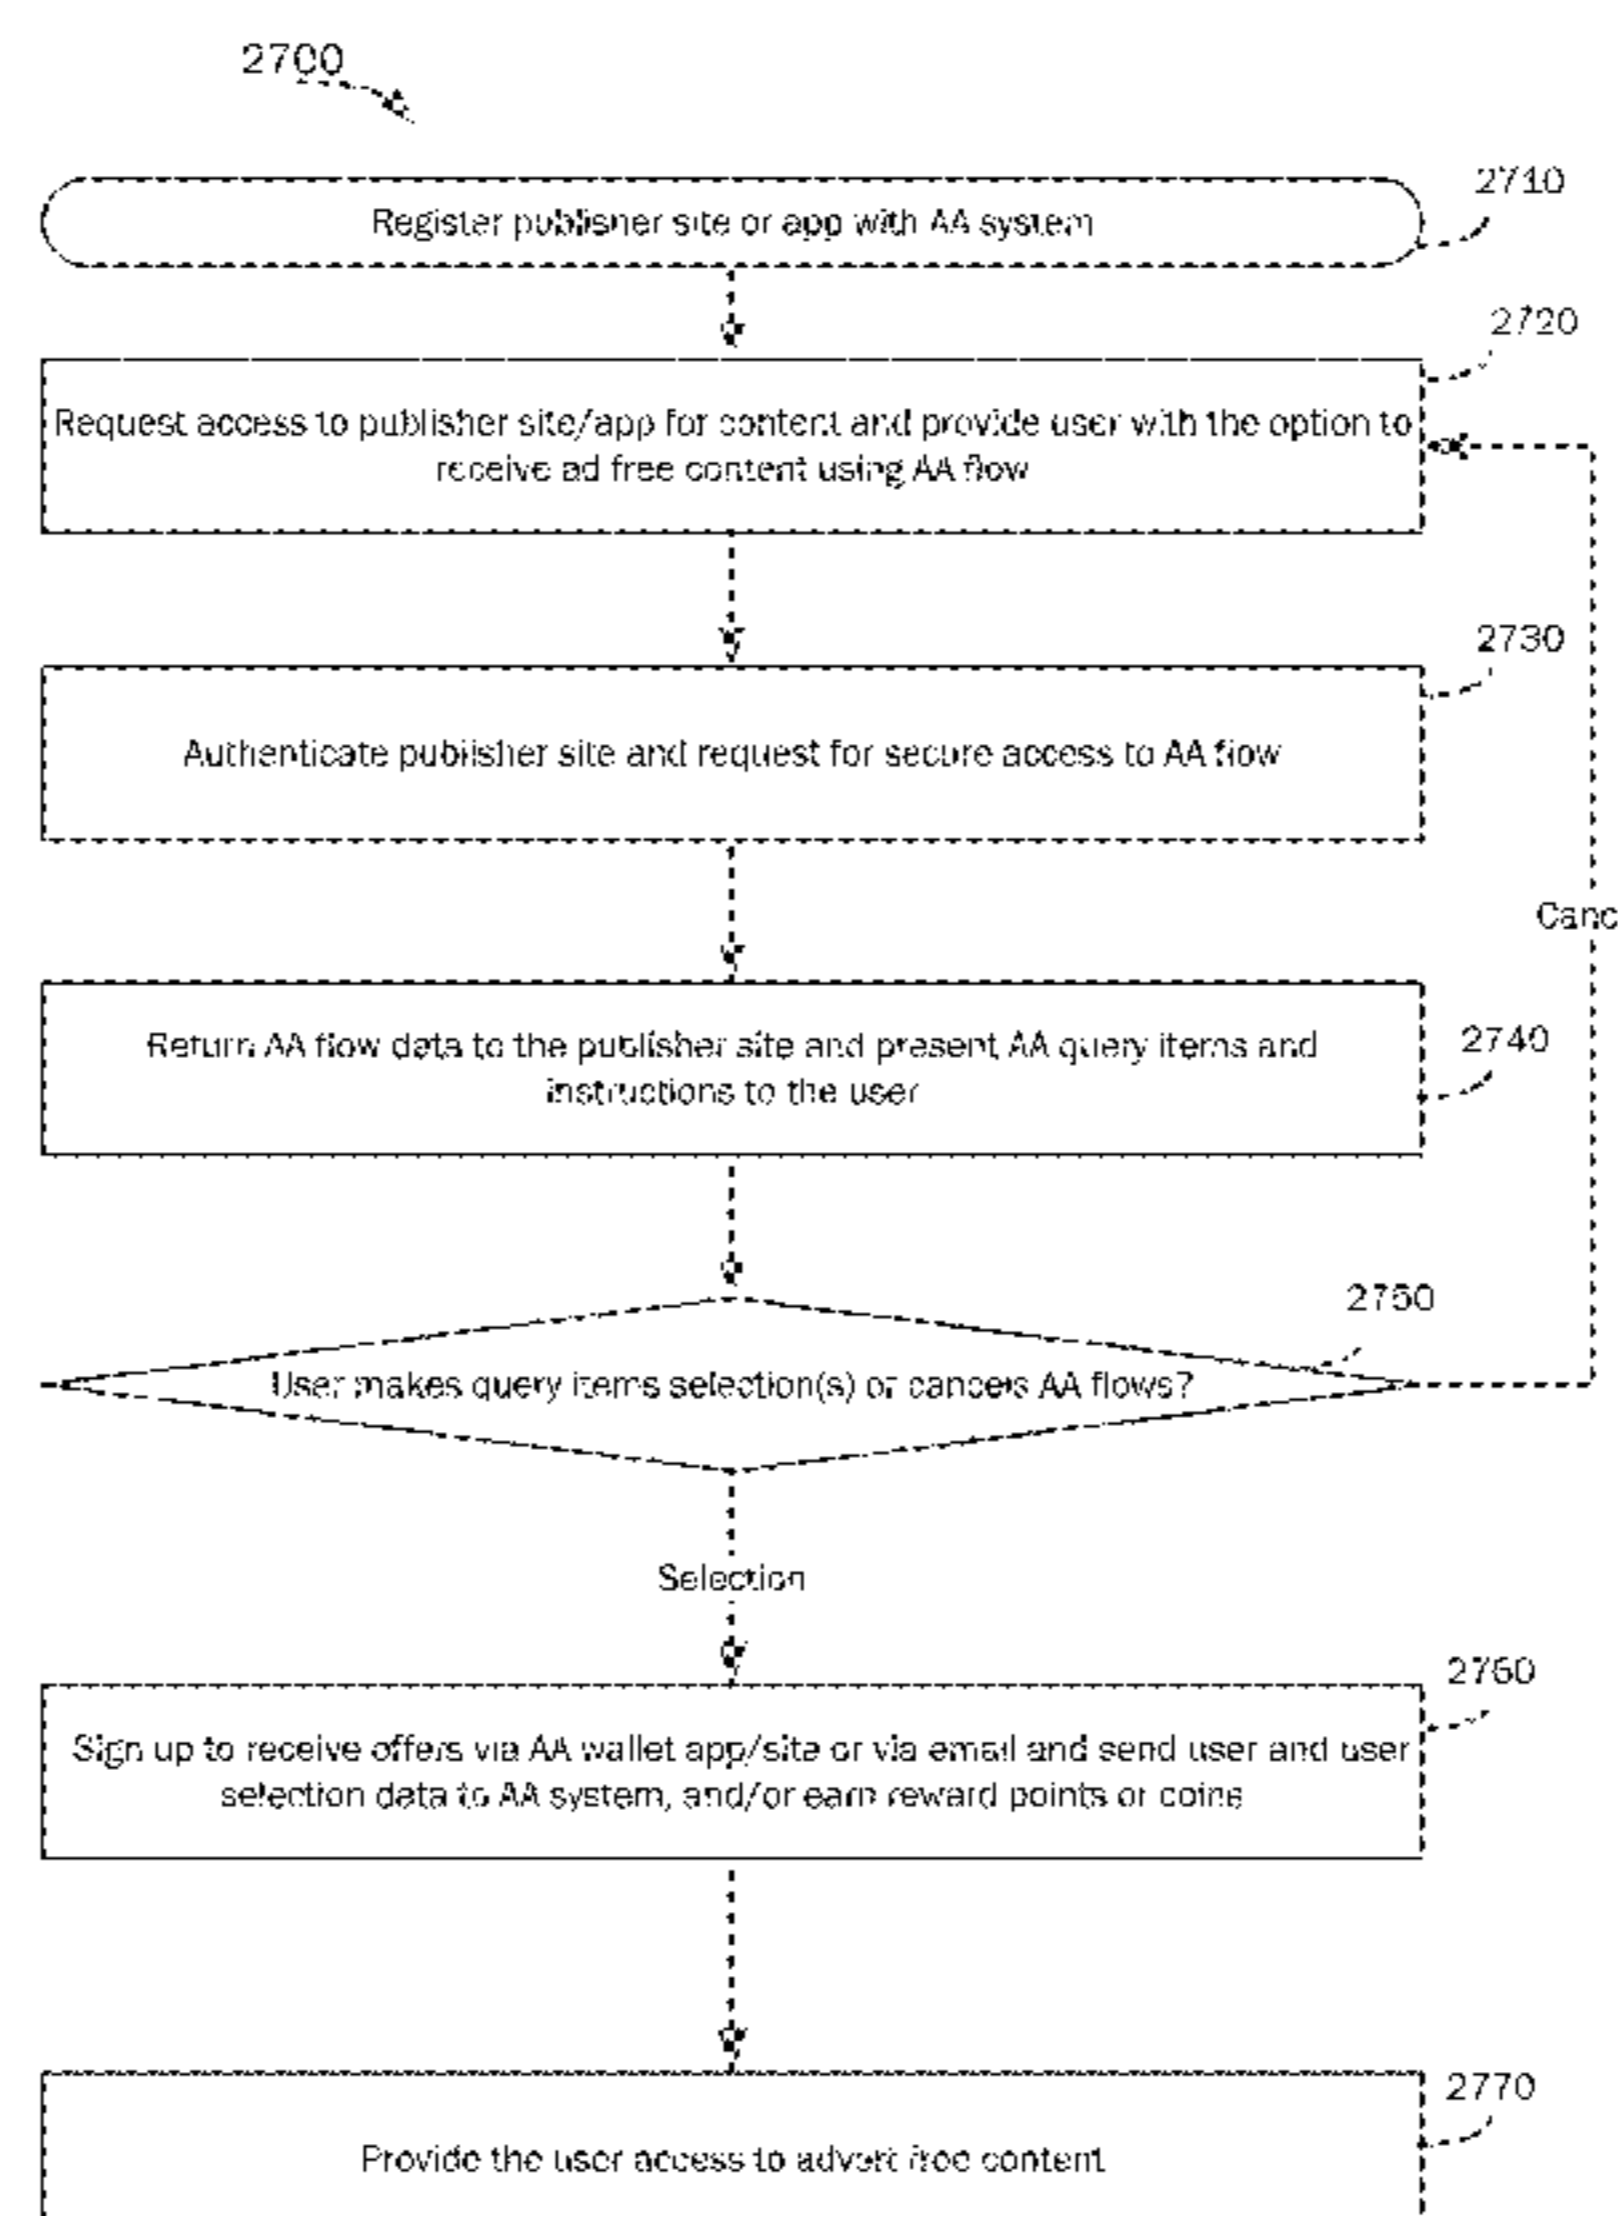 2700
2710
Register publisher site or app with AA system
2720
Request access to publisher site/app for content and provide user with the option to
receive ad free content using AA flow
2730
Authenticate publisher site and request for secure access to AA flow
Canc
2740
Return AA flow data to the publisher site and present AA query items and
instructions to the user
2750
User makes query items selection(s) or cancels AA flows?
Selection
2760
Sign up to receive offers via AA wallet app/site or via email and send user and user
selection data to AA system, and/or earn reward points or coins
2770
Provide the user access to advert free content